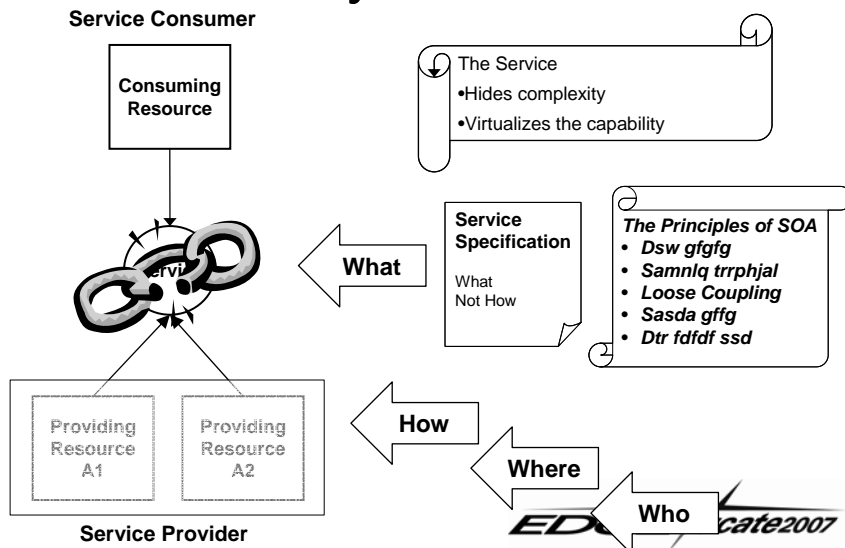 Service Consumer
Consuming
Resource
The Service
•Hides complexity
•Virtualizes the capability
What
Service
Specification
What
Not How
The Principles of SOA
• Dsw gfgfg
• Samnlq trrphjal
• Loose Coupling
• Sasda gffg
• Dtr fdfdf ssd
Providing
Resource
A1
Providing
Resource
A2
How
Where
Who
Service Provider